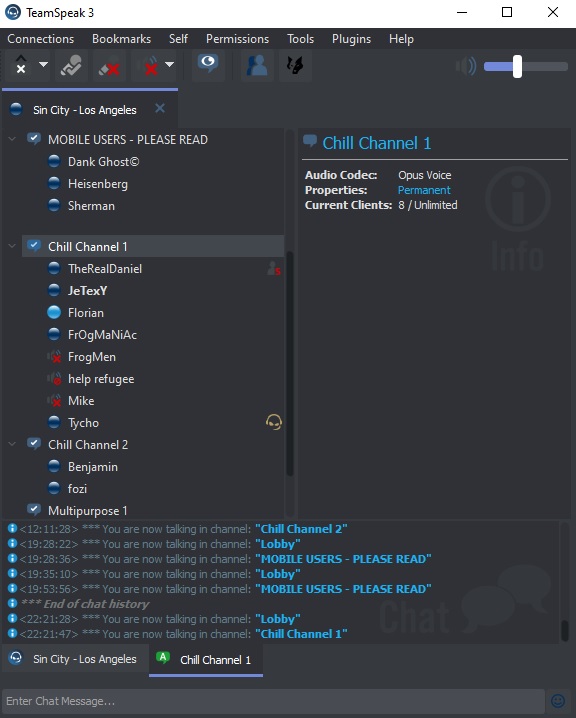 TeamSpeak 3
Connections Bookmarks Self Permissions Tools Plugins Help
Sin City - Los Angeles
MOBILE USERS - PLEASE READ
Dank Ghost©
Heisenberg
Sherman
Chill Channel 1
TheRealDaniel
JeTexY
Florian
FrOgMaNiAc
FrogMen
help refugee
Mike
Tycho
Chill Channel 2
Benjamin
fozi
Multipurpose 1
Chill Channel 1
Audio Codec: Opus Voice
Properties: Permanent
Current Clients: 8 / Unlimited
Info
<12:11:28> *** You are now talking in channel: "Chill Channel 2"
<19:28:22> *** You are now talking in channel: "Lobby"
<19:28:36> *** You are now talking in channel: "MOBILE USERS - PLEASE READ"
<19:35:10> *** You are now talking in channel: "Lobby"
<19:53:56> *** You are now talking in channel: "MOBILE USERS - PLEASE READ"
*** End of chat history
<22:21:28> *** You are now talking in channel: "Lobby"
<22:21:47> *** You are now talking in channel: "Chill Channel 1"
Chat
Sin City - Los Angeles
A Chill Channel 1
Enter Chat Message...